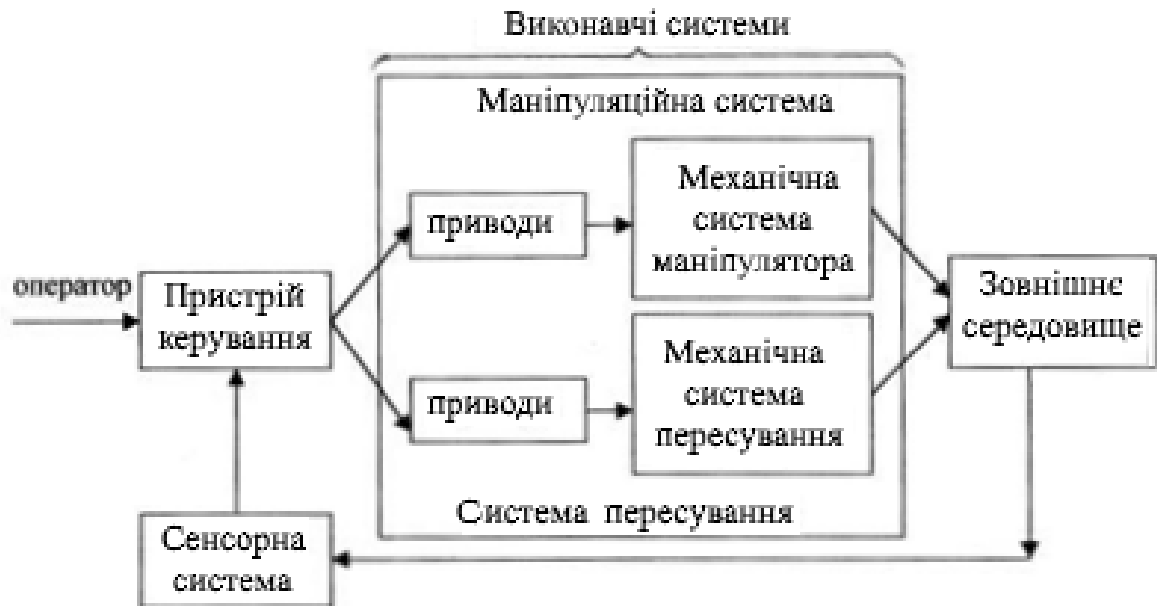 Виконавчі системи
Маніпуляційна система
приводи
Механічна
система
маніпулятора
оператор
Пристрій
керування
Зовнішнє
середовище
приводи
Механічна
система
пересування
Система пересування
Сенсорна
система